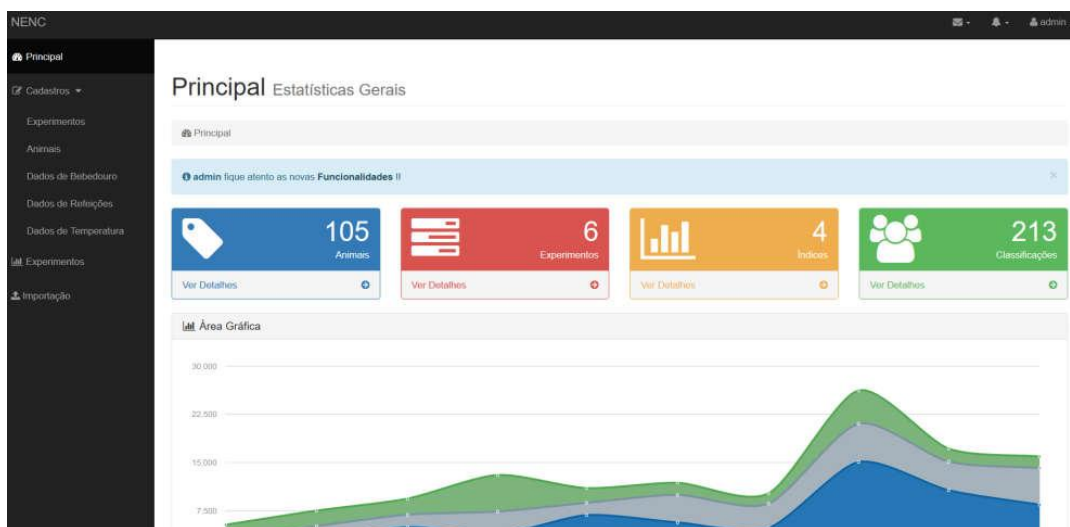 NENC
admin
Principal
Cadastros
Experimentos
Animais
Dados de Bebedouro
Dados de Refeições
Dados de Temperatura
Experimentos
Importação
Principal Estatísticas Gerais
Principal
admin fique atento as novas Funcionalidades !!
105
Animais
Ver Detalhes
6
Experimentos
Ver Detalhes
4
Índices
Ver Detalhes
213
Classificações
Ver Detalhes
Área Gráfica
30.000
22.500
15.000
7.500